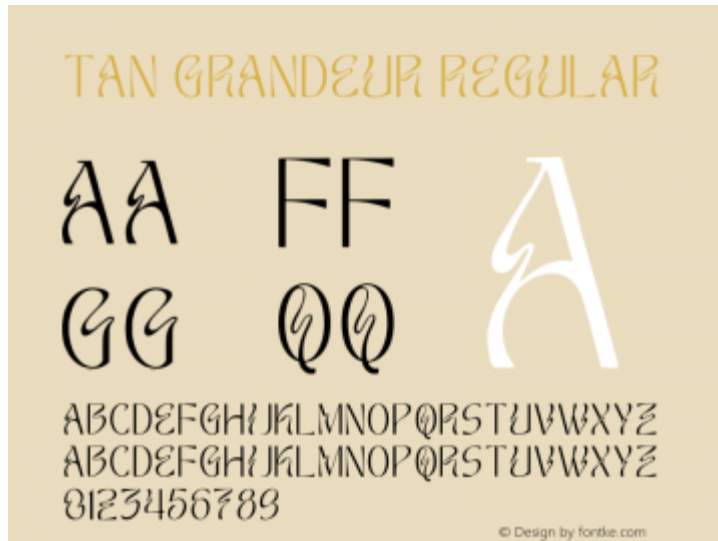 TAN GRANDEUR REGULAR
AA FF A
GG QQ
ABCDEFGHIJKLMNOPQRSTUVWXYZ
ABCDEFGHIJKLMNOPQRSTUVWXYZ
0123456789
© Design by fontke.com